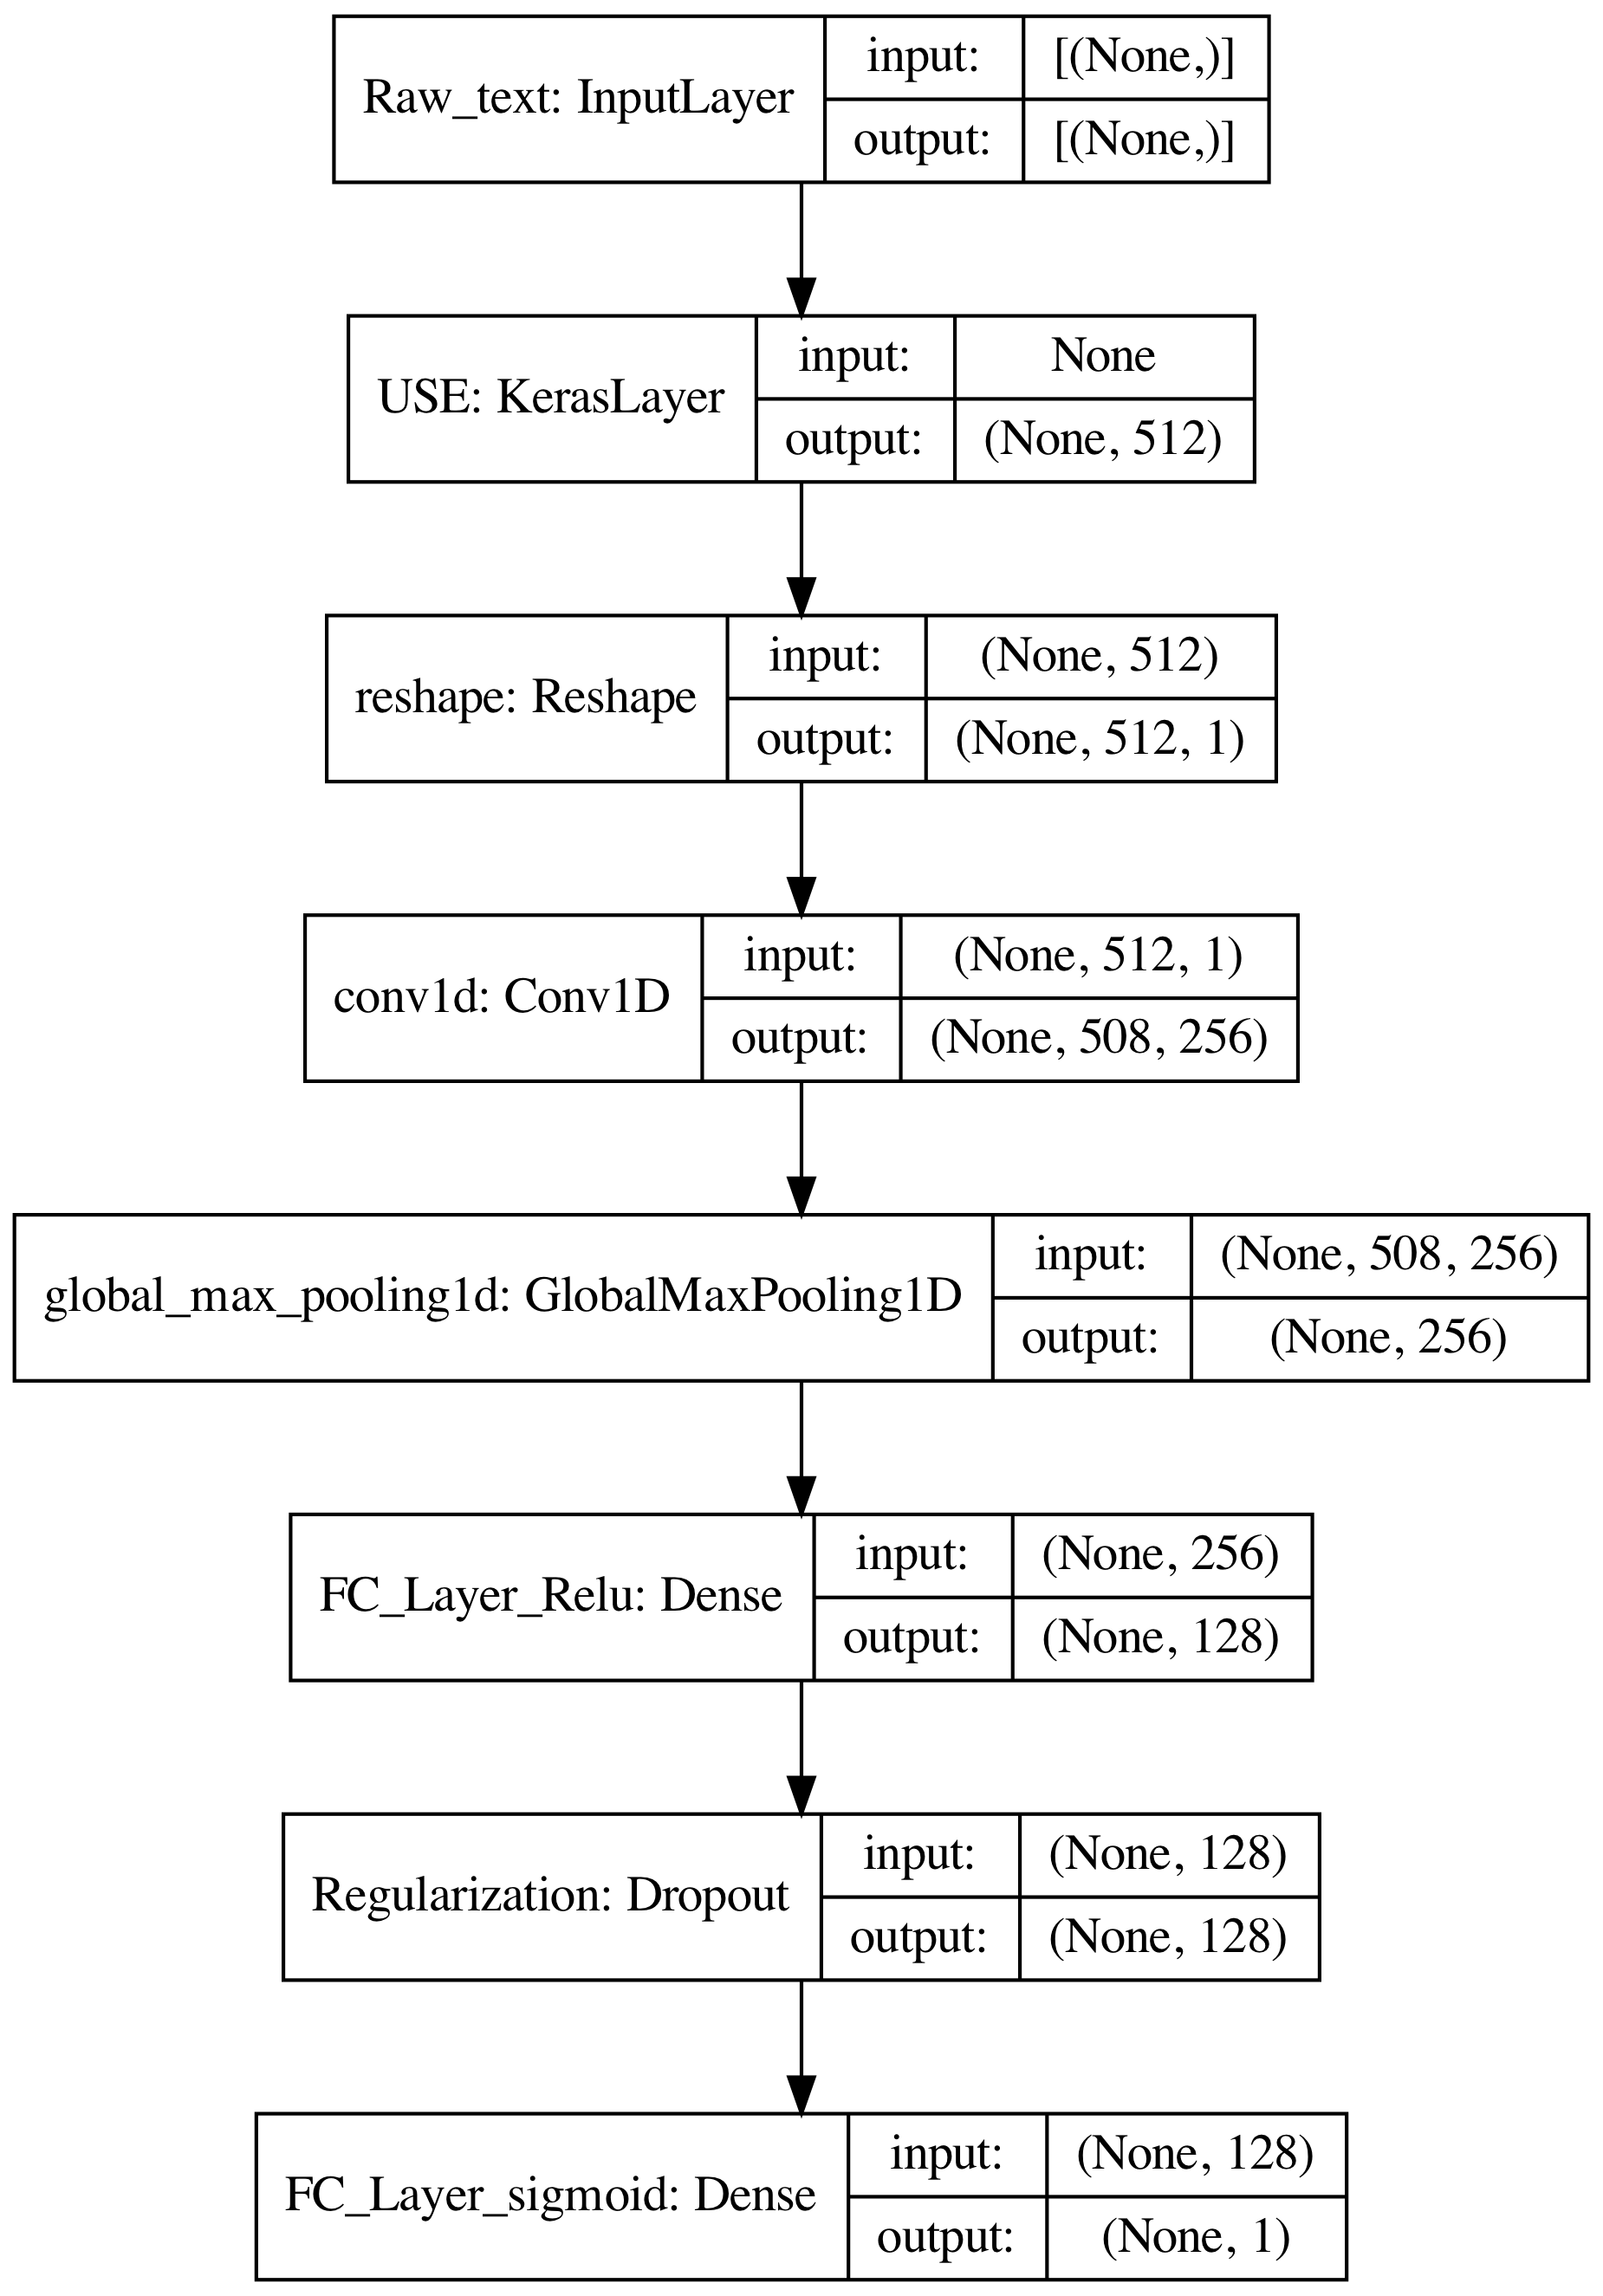 Raw_text: InputLayer
input: [(None,)]
output: [(None,)]
USE: KerasLayer
input: None
output: (None, 512)
reshape: Reshape
input: (None, 512)
output: (None, 512, 1)
conv1d: Conv1D
input: (None, 512, 1)
output: (None, 508, 256)
global_max_pooling1d: GlobalMaxPooling1D
input: (None, 508, 256)
output: (None, 256)
FC_Layer_Relu: Dense
input: (None, 256)
output: (None, 128)
Regularization: Dropout
input: (None, 128)
output: (None, 128)
FC_Layer_sigmoid: Dense
input: (None, 128)
output: (None, 1)